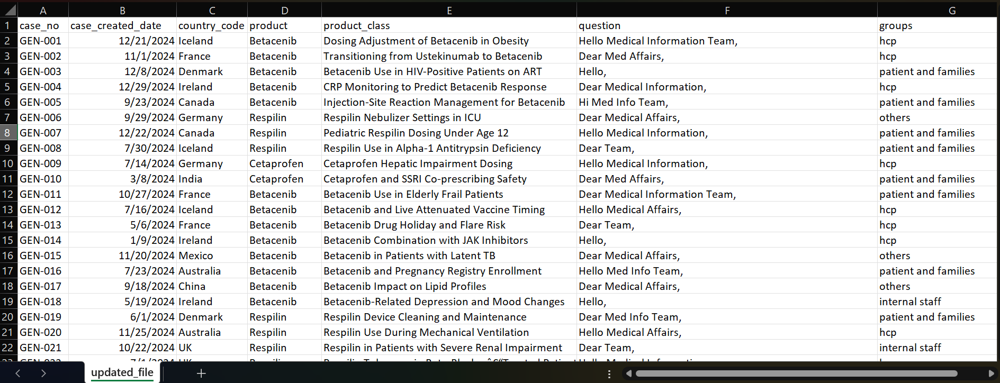 A B C D E F G
1 case_no case_created_date country_code product product_class question groups
2 GEN-001 12/21/2024 Iceland Betacenib Dosing Adjustment of Betacenib in Obesity Hello Medical Information Team, hcp
3 GEN-002 11/1/2024 France Betacenib Transitioning from Ustekinumab to Betacenib Dear Med Affairs, hcp
4 GEN-003 12/8/2024 Denmark Betacenib Betacenib Use in HIV-Positive Patients on ART Hello, patient and families
5 GEN-004 12/29/2024 Ireland Betacenib CRP Monitoring to Predict Betacenib Response Dear Medical Information, hcp
6 GEN-005 9/23/2024 Canada Betacenib Injection-Site Reaction Management for Betacenib Hi Med Info Team, patient and families
7 GEN-006 9/29/2024 Germany Respilin Respilin Nebulizer Settings in ICU Dear Medical Affairs, others
8 GEN-007 12/22/2024 Canada Respilin Pediatric Respilin Dosing Under Age 12 Hello Medical Information, patient and families
9 GEN-008 7/30/2024 Iceland Respilin Respilin Use in Alpha-1 Antitrypsin Deficiency Dear Team, patient and families
10 GEN-009 7/14/2024 Germany Cetaprofen Cetaprofen Hepatic Impairment Dosing Hello Medical Information, hcp
11 GEN-010 3/8/2024 India Cetaprofen Cetaprofen and SSRI Co-prescribing Safety Dear Med Affairs, patient and families
12 GEN-011 10/27/2024 France Betacenib Betacenib Use in Elderly Frail Patients Dear Medical Information Team, patient and families
13 GEN-012 7/16/2024 Iceland Betacenib Betacenib and Live Attenuated Vaccine Timing Hello Medical Affairs, hcp
14 GEN-013 5/6/2024 France Betacenib Betacenib Drug Holiday and Flare Risk Dear Team, hcp
15 GEN-014 1/9/2024 Ireland Betacenib Betacenib Combination with JAK Inhibitors Hello, hcp
16 GEN-015 11/20/2024 Mexico Betacenib Betacenib in Patients with Latent TB Dear Medical Affairs, others
17 GEN-016 7/23/2024 Australia Betacenib Betacenib and Pregnancy Registry Enrollment Hello Med Info Team, patient and families
18 GEN-017 9/18/2024 China Betacenib Betacenib Impact on Lipid Profiles Dear Medical Affairs, others
19 GEN-018 5/19/2024 Ireland Betacenib Betacenib-Related Depression and Mood Changes Hello, internal staff
20 GEN-019 6/1/2024 Denmark Respilin Respilin Device Cleaning and Maintenance Dear Med Info Team, patient and families
21 GEN-020 11/25/2024 Australia Respilin Respilin Use During Mechanical Ventilation Hello Medical Affairs, hcp
22 GEN-021 10/22/2024 UK Respilin Respilin in Patients with Severe Renal Impairment Dear Team, internal staff
updated_file